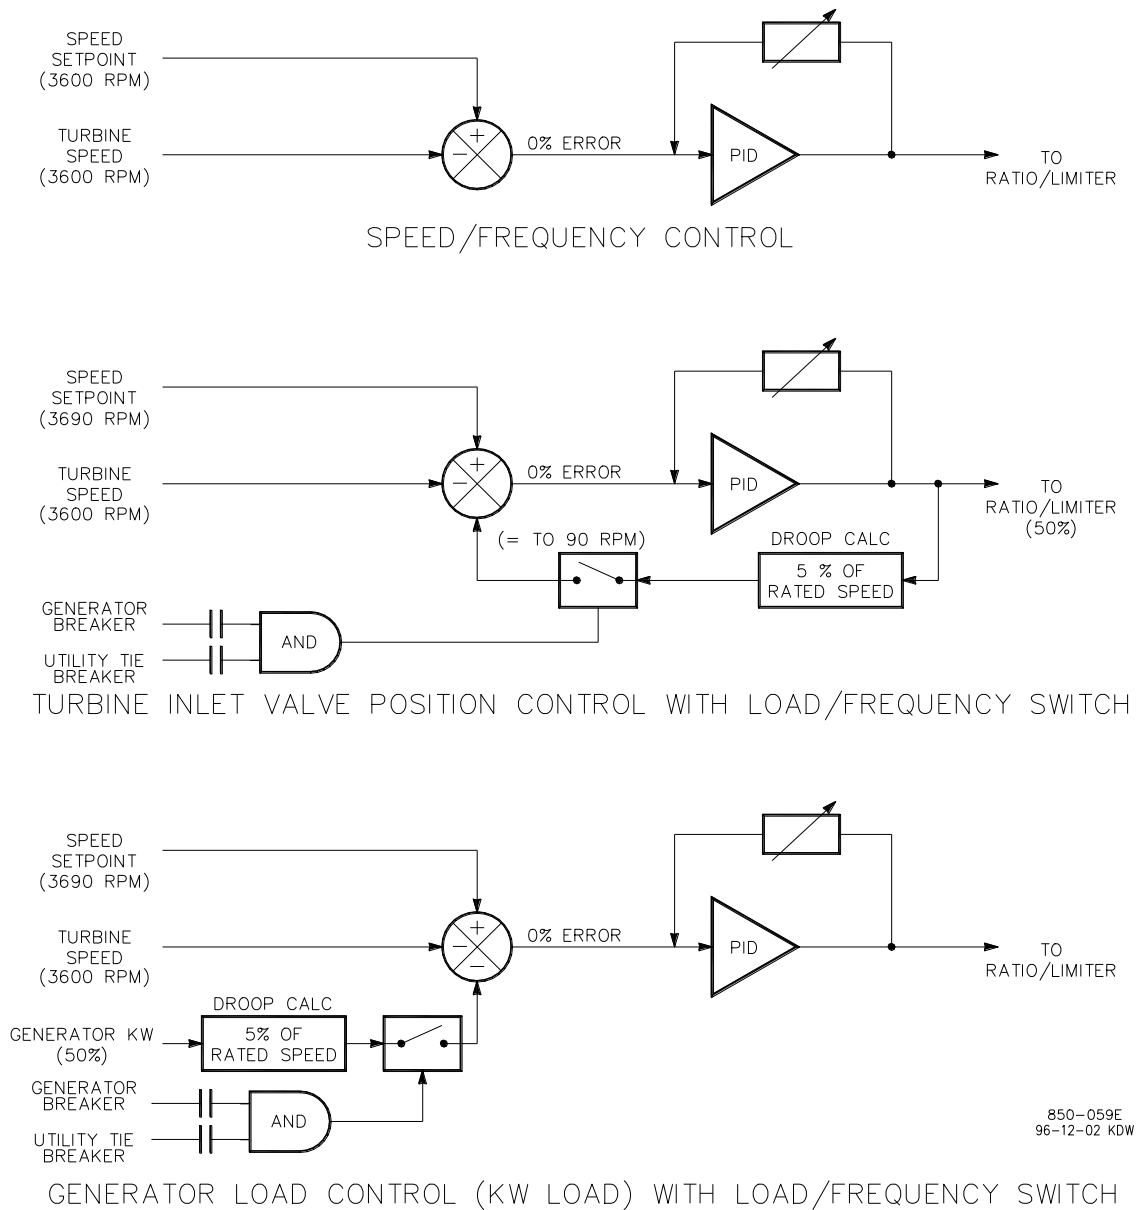 SPEED
SETPOINT
(3600 RPM)
TURBINE
SPEED
(3600 RPM)
+
−
0% ERROR
PID
TO
RATIO/LIMITER
SPEED/FREQUENCY CONTROL
SPEED
SETPOINT
(3690 RPM)
TURBINE
SPEED
(3600 RPM)
+
−
0% ERROR
PID
TO
RATIO/LIMITER
(50%)
(= TO 90 RPM)
DROOP CALC
5 % OF
RATED SPEED
GENERATOR
BREAKER
UTILITY TIE
BREAKER
AND
TURBINE INLET VALVE POSITION CONTROL WITH LOAD/FREQUENCY SWITCH
SPEED
SETPOINT
(3690 RPM)
TURBINE
SPEED
(3600 RPM)
+
−
−
0% ERROR
PID
TO
RATIO/LIMITER
DROOP CALC
GENERATOR KW
(50%)
5% OF
RATED SPEED
GENERATOR
BREAKER
UTILITY TIE
BREAKER
AND
850-059E
96-12-02 KDW
GENERATOR LOAD CONTROL (KW LOAD) WITH LOAD/FREQUENCY SWITCH